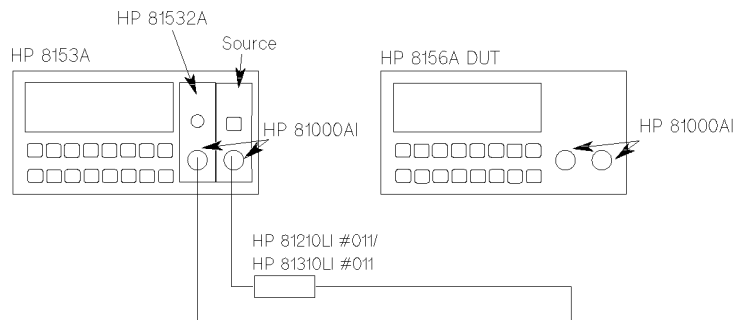 HP 81532A
Source
HP 8153A
HP 8156A DUT
HP 81000AI
HP 81000AI
HP 81210LI #011/
HP 81310LI #011